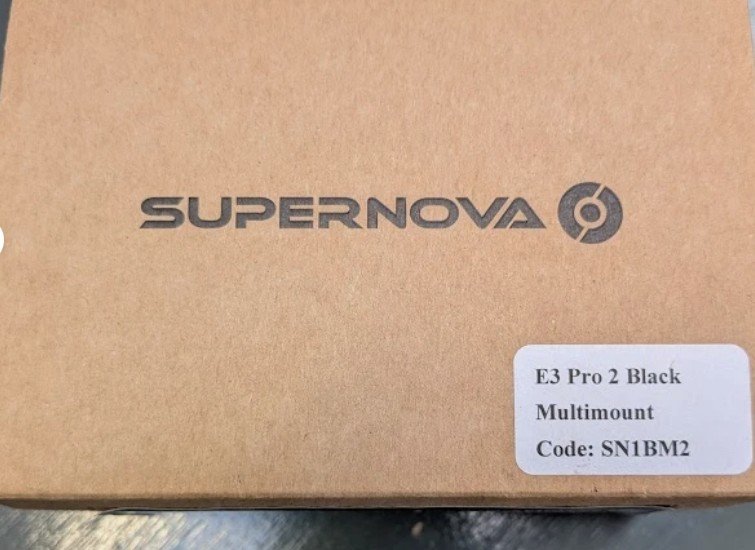 SUPERNOVA
E3 Pro 2 Black
Multimount
Code: SN1BM2